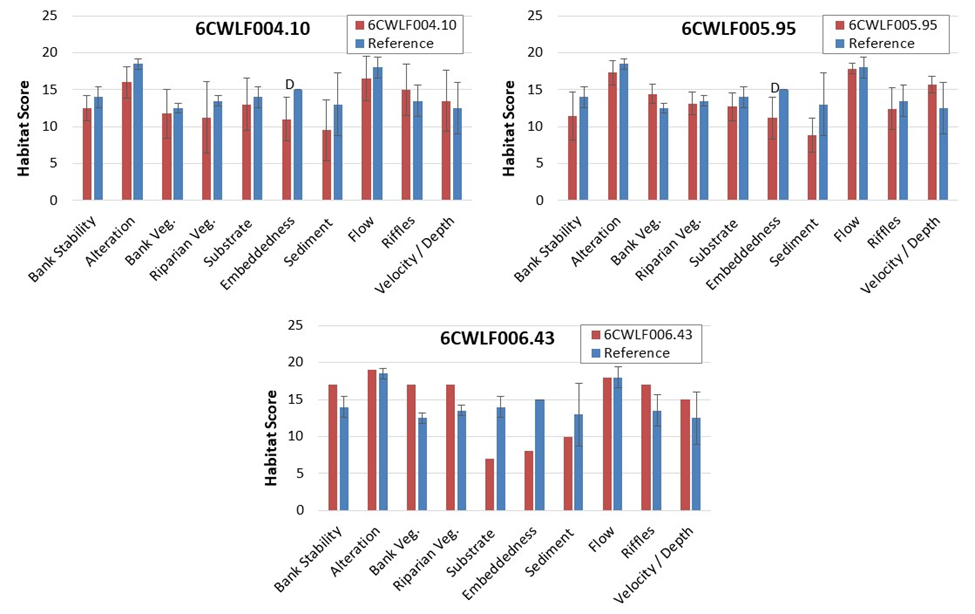 6CWLF004.10
6CWLF004.10
Reference
Habitat Score
25
20
15
10
5
0
D
Bank Stability
Alteration
Bank Veg.
Riparian Veg.
Substrate
Embeddedness
Sediment
Flow
Riffles
Velocity / Depth
6CWLF005.95
6CWLF005.95
Reference
Habitat Score
25
20
15
10
5
0
D
Bank Stability
Alteration
Bank Veg.
Riparian Veg.
Substrate
Embeddedness
Sediment
Flow
Riffles
Velocity / Depth
6CWLF006.43
6CWLF006.43
Reference
Habitat Score
25
20
15
10
5
0
Bank Stability
Alteration
Bank Veg.
Riparian Veg.
Substrate
Embeddedness
Sediment
Flow
Riffles
Velocity / Depth